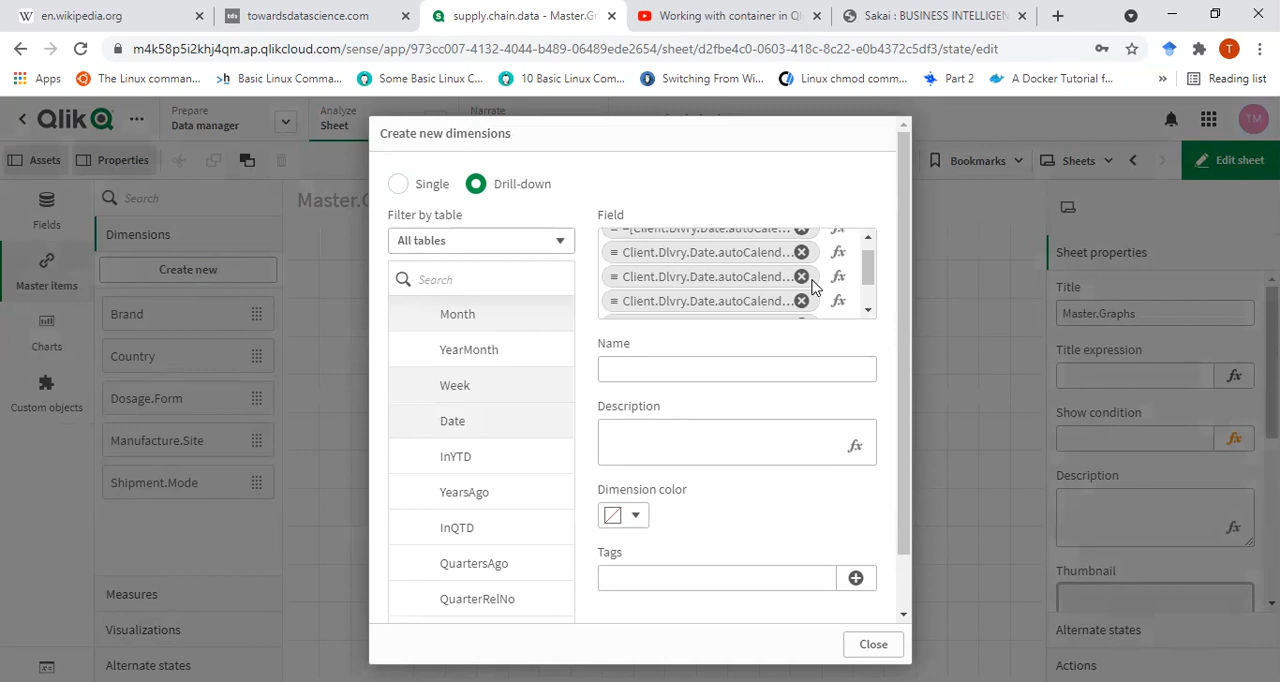 en.wikipedia.org
tds towardsdatascience.com
supply.chain.data - Master.Gr
Working with container in Ql
Sakai : BUSINESS INTELLIGEN
m4k58p5i2khj4qm.ap.qlikcloud.com/sense/app/973cc007-4132-4044-b489-06489ede2654/sheet/d2fbe4c0-0603-418c-8c22-e0b4372c5df3/state/edit
T
Apps
The Linux comman...
Basic Linux Comma...
Some Basic Linux C...
10 Basic Linux Com...
Switching From Wi...
Linux chmod comm...
Part 2
A Docker Tutorial f...
Reading list
Qlik
Prepare
Data manager
Analyze
Sheet
Narrate
TM
Assets
Properties
Bookmarks
Sheets
Edit sheet
Fields
Master items
Charts
Custom objects
Search
Dimensions
Create new
Brand
Country
Dosage.Form
Manufacture.Site
Shipment.Mode
Measures
Visualizations
Alternate states
Master.
Create new dimensions
Single
Drill-down
Filter by table
All tables
Search
Month
YearMonth
Week
Date
InYTD
YearsAgo
InQTD
QuartersAgo
QuarterRelNo
Field
=[Client.Dlvry.Date.autoCale...
Client.Dlvry.Date.autoCalend...
Client.Dlvry.Date.autoCalend...
Client.Dlvry.Date.autoCalend...
Name
Description
Dimension color
Tags
Close
Sheet properties
Title
Master.Graphs
Title expression
Show condition
Description
Thumbnail
Alternate states
Actions